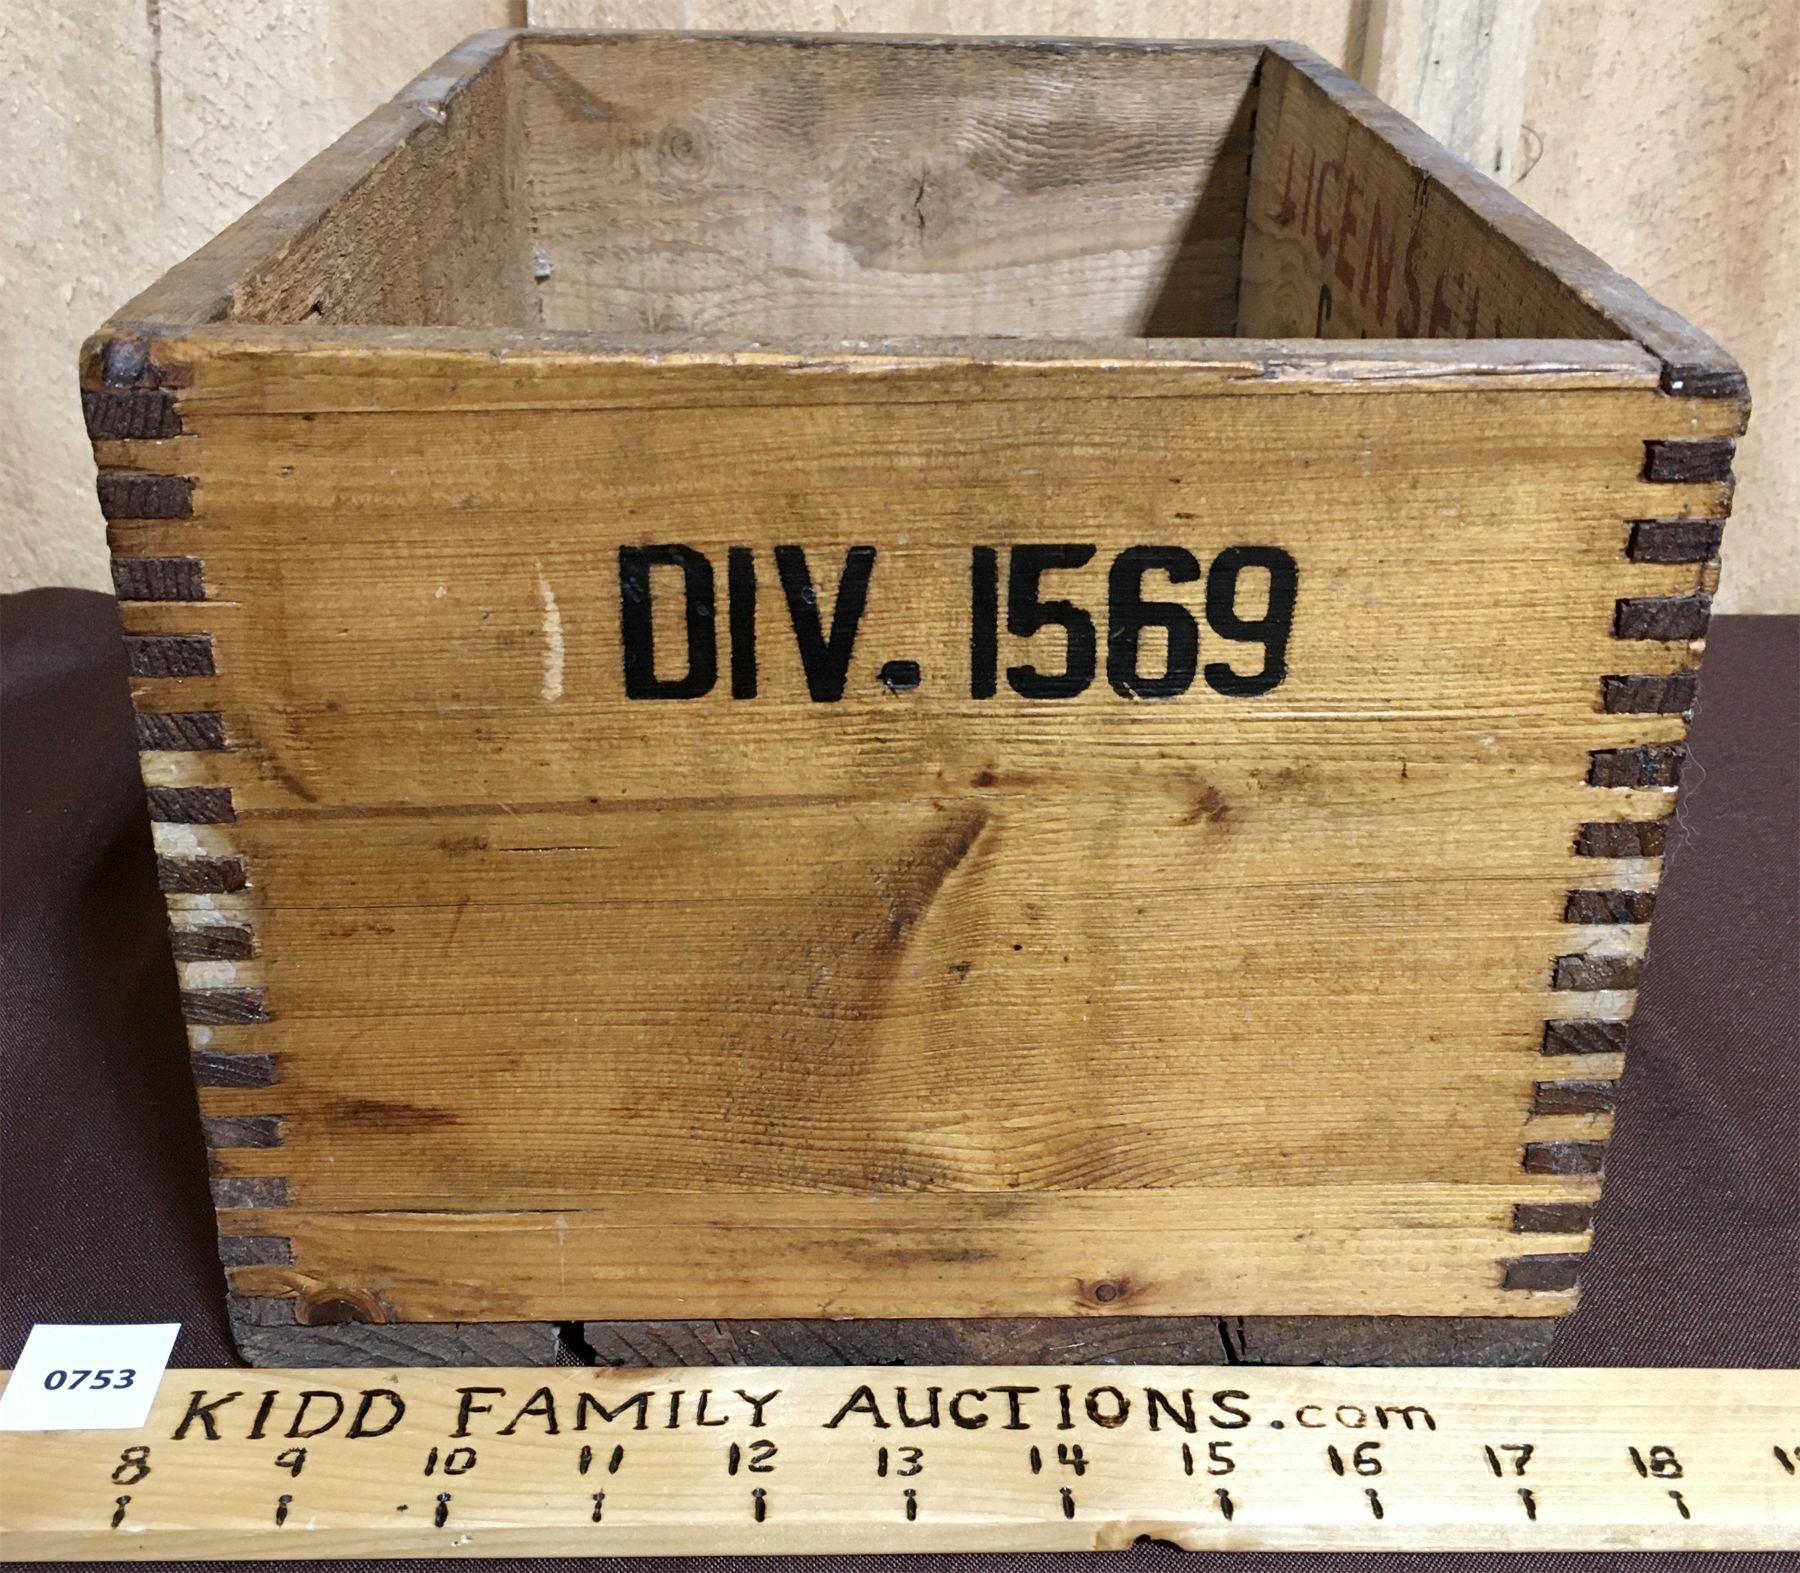 DIV. 1569
0753
KIDD FAMILY AUCTIONS.com
8 9 10 11 12 13 14 15 16 17 18